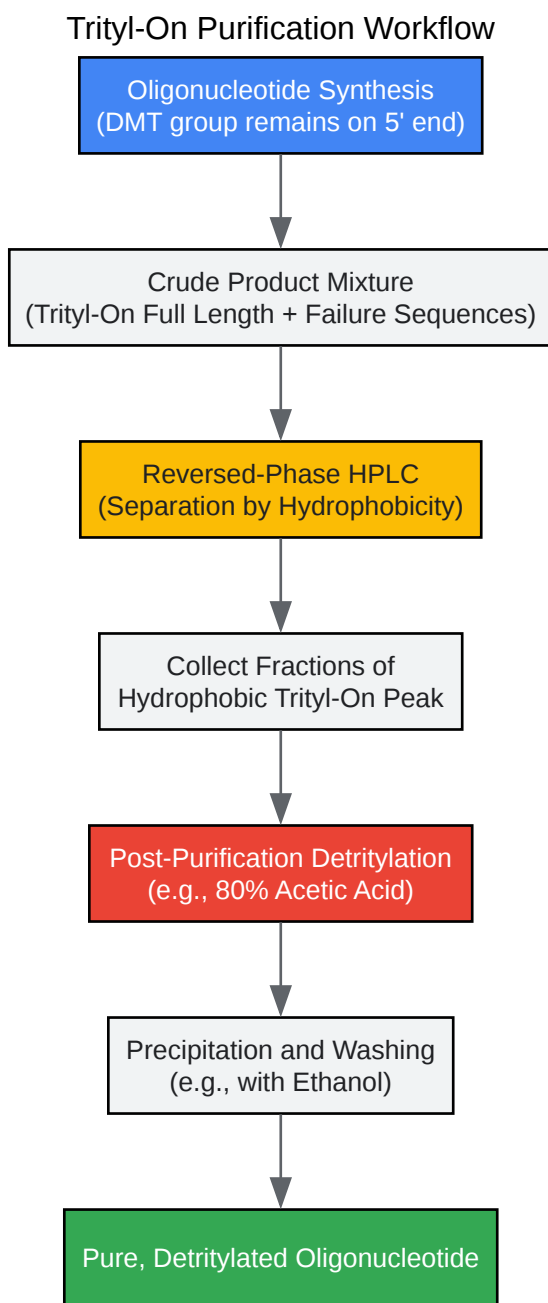 Trityl-On Purification Workflow
Oligonucleotide Synthesis
(DMT group remains on 5' end)
Crude Product Mixture
(Trityl-On Full Length + Failure Sequences)
Reversed-Phase HPLC
(Separation by Hydrophobicity)
Collect Fractions of
Hydrophobic Trityl-On Peak
Post-Purification Detritylation
(e.g., 80% Acetic Acid)
Precipitation and Washing
(e.g., with Ethanol)
Pure, Detritylated Oligonucleotide